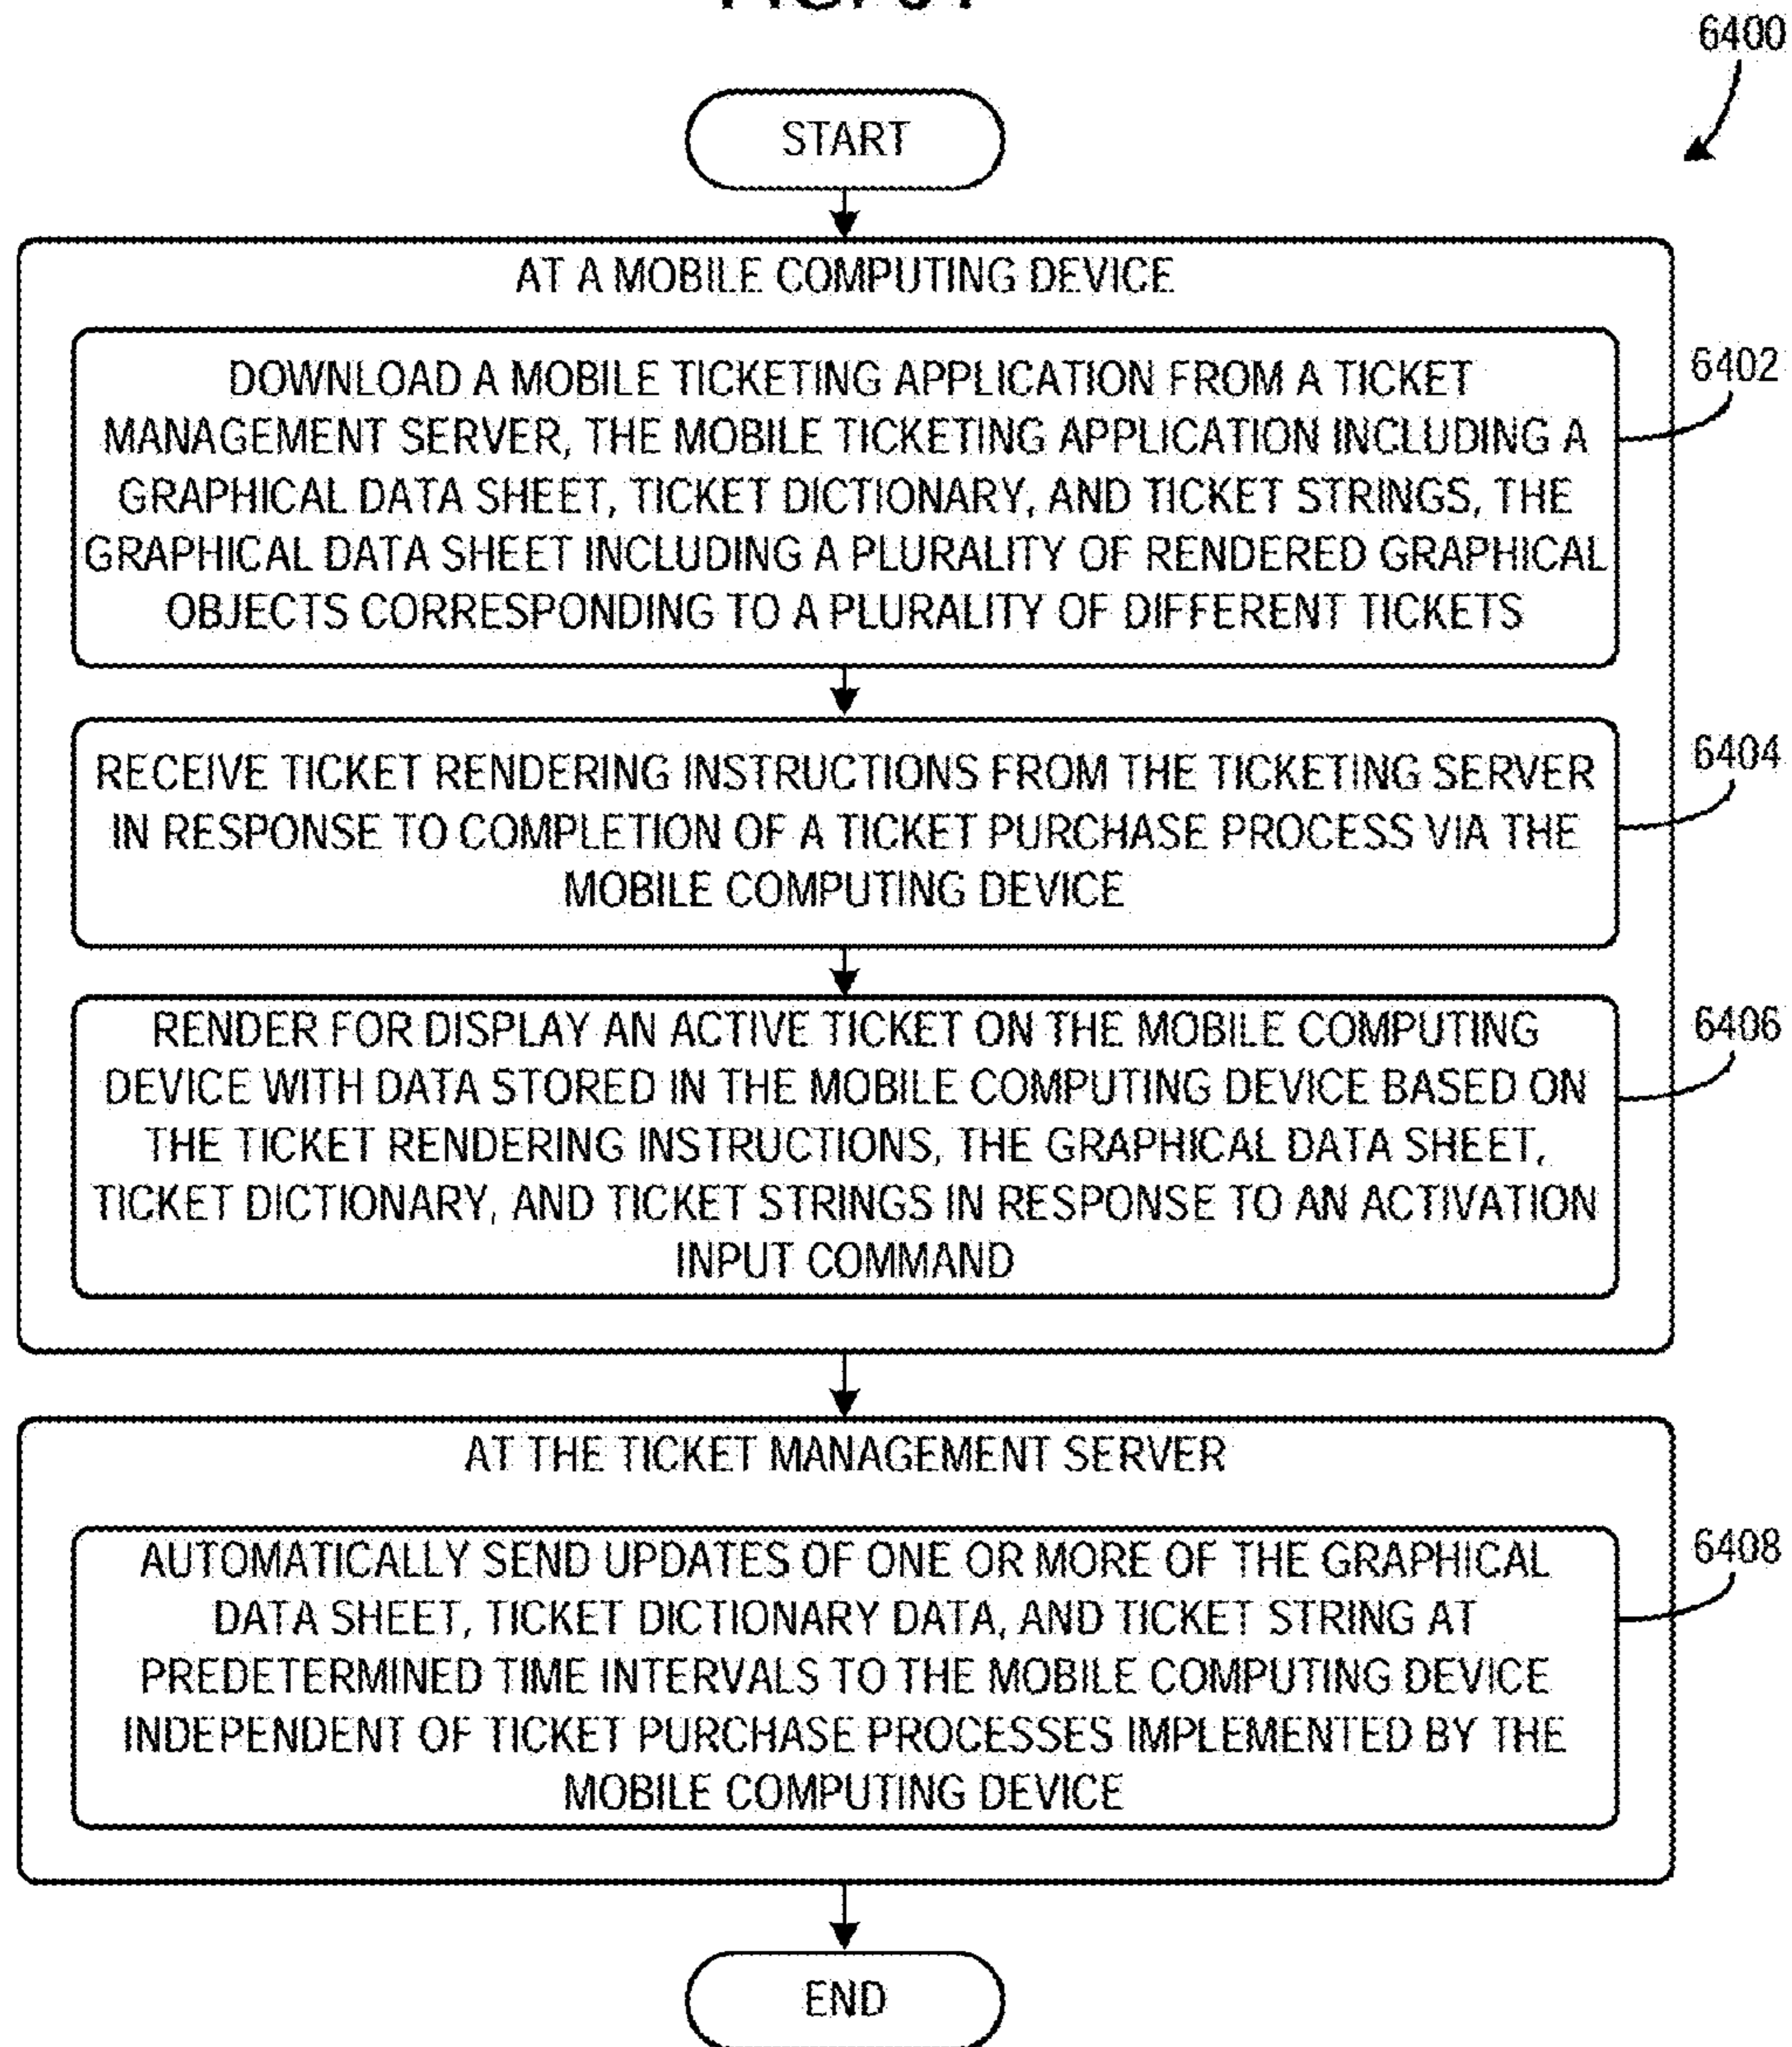 6400
START
AT A MOBILE COMPUTING DEVICE
DOWNLOAD A MOBILE TICKETING APPLICATION FROM A TICKET
MANAGEMENT SERVER, THE MOBILE TICKETING APPLICATION INCLUDING A
GRAPHICAL DATA SHEET, TICKET DICTIONARY, AND TICKET STRINGS, THE
GRAPHICAL DATA SHEET INCLUDING A PLURALITY OF RENDERED GRAPHICAL
OBJECTS CORRESPONDING TO A PLURALITY OF DIFFERENT TICKETS
6402
RECEIVE TICKET RENDERING INSTRUCTIONS FROM THE TICKETING SERVER
IN RESPONSE TO COMPLETION OF A TICKET PURCHASE PROCESS VIA THE
MOBILE COMPUTING DEVICE
6404
RENDER FOR DISPLAY AN ACTIVE TICKET ON THE MOBILE COMPUTING
DEVICE WITH DATA STORED IN THE MOBILE COMPUTING DEVICE BASED ON
THE TICKET RENDERING INSTRUCTIONS, THE GRAPHICAL DATA SHEET,
TICKET DICTIONARY, AND TICKET STRINGS IN RESPONSE TO AN ACTIVATION
INPUT COMMAND
6406
AT THE TICKET MANAGEMENT SERVER
AUTOMATICALLY SEND UPDATES OF ONE OR MORE OF THE GRAPHICAL
DATA SHEET, TICKET DICTIONARY DATA, AND TICKET STRING AT
PREDETERMINED TIME INTERVALS TO THE MOBILE COMPUTING DEVICE
INDEPENDENT OF TICKET PURCHASE PROCESSES IMPLEMENTED BY THE
MOBILE COMPUTING DEVICE
6408
END